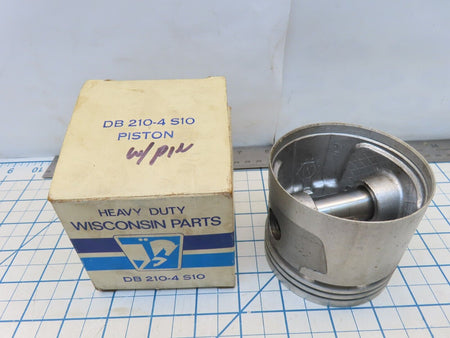 DB 210-4 S10
PISTON
W/PIN
HEAVY DUTY
WISCONSIN PARTS
DB 210-4 S10